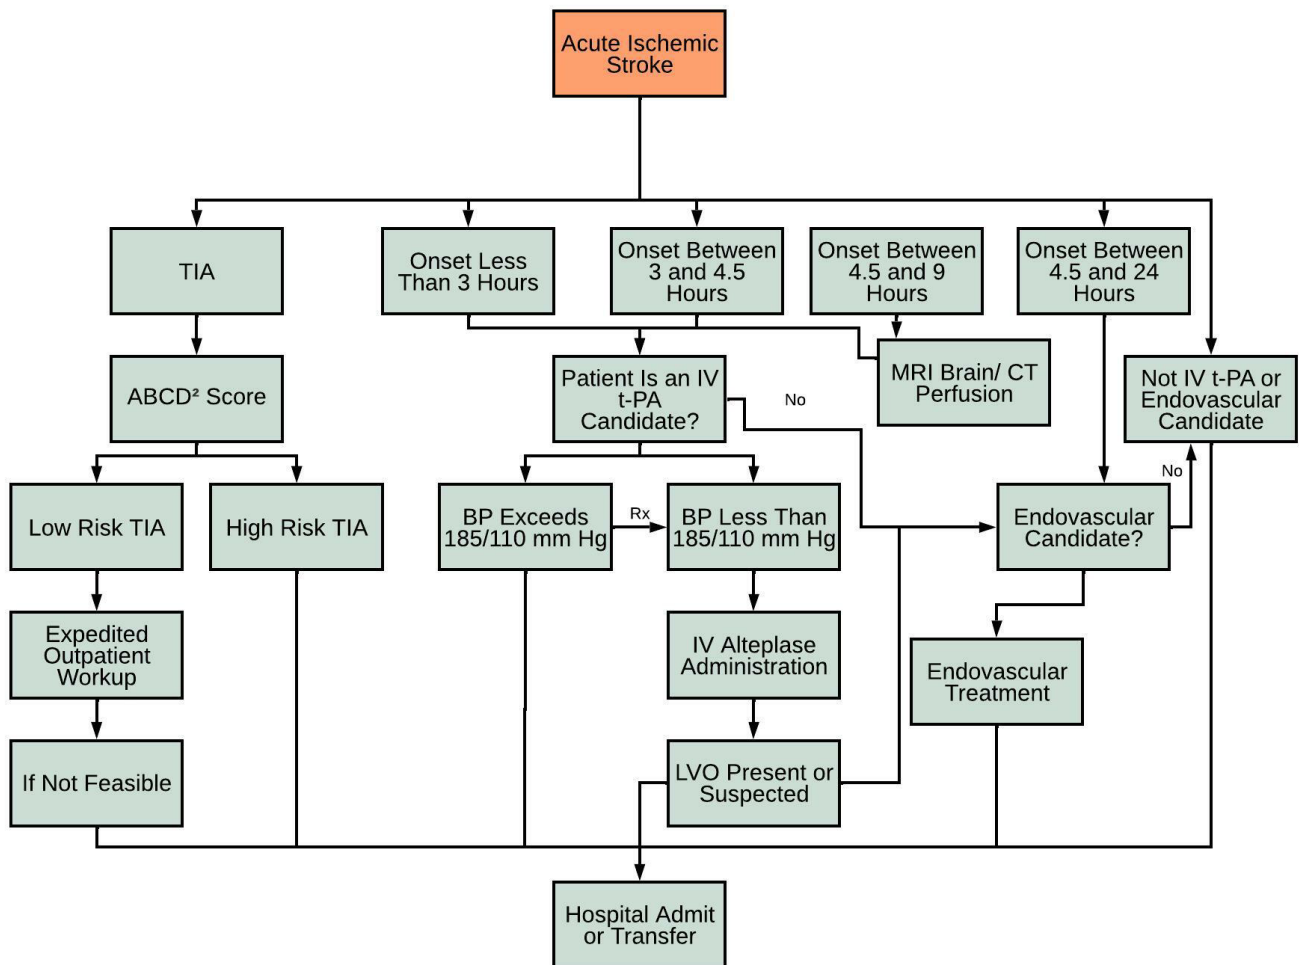 Acute Ischemic
Stroke
TIA
Onset Less
Than 3 Hours
Onset Between
3 and 4.5
Hours
Onset Between
4.5 and 9
Hours
Onset Between
4.5 and 24
Hours
ABCD² Score
Patient Is an IV
t-PA
Candidate?
No
MRI Brain/ CT
Perfusion
Not IV t-PA or
Endovascular
Candidate
No
Low Risk TIA
High Risk TIA
BP Exceeds
185/110 mm Hg
Rx
BP Less Than
185/110 mm Hg
Endovascular
Candidate?
Expedited
Outpatient
Workup
IV Alteplase
Administration
Endovascular
Treatment
If Not Feasible
LVO Present or
Suspected
Hospital Admit
or Transfer